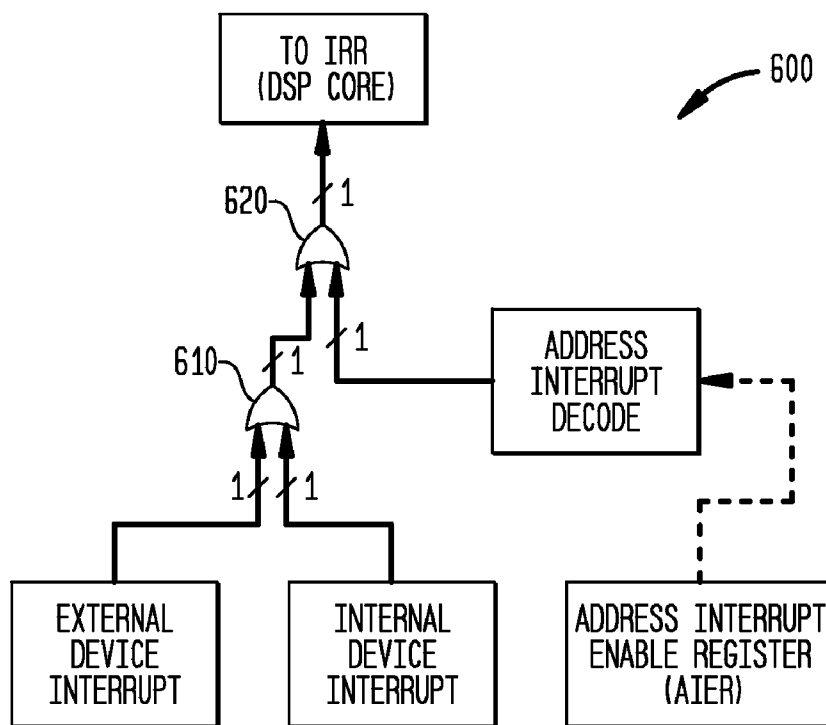 TO IRR
(DSP CORE)
600
1
620
1
1
610
ADDRESS
INTERRUPT
DECODE
1
1
EXTERNAL
DEVICE
INTERRUPT
INTERNAL
DEVICE
INTERRUPT
ADDRESS INTERRUPT
ENABLE REGISTER
(AIER)